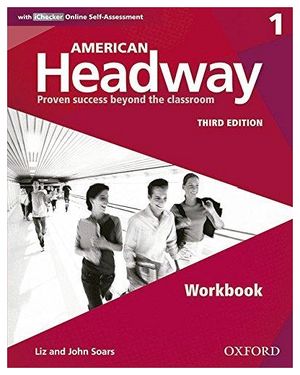 with iChecker Online Self-Assessment
1
AMERICAN
Headway
Proven success beyond the classroom
THIRD EDITION
Workbook
Liz and John Soars
OXFORD